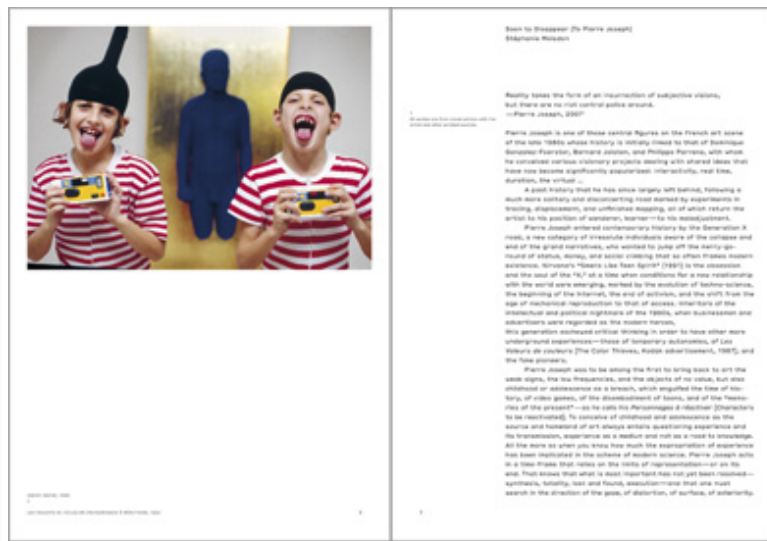 Soon to Disappear (To Pierre Joseph)
Stéphanie Moisdon
Reality takes the form of an insurrection of subjective visions,
but there are no riot control police around.
—Pierre Joseph, 2007
Pierre Joseph is one of those central figures on the French art scene
of the late 1980s whose history is initially linked to that of Dominique
Gonzalez-Foerster, Bernard Joisten, and Philippe Parreno, with whom
he conceived various visionary projects dealing with shared ideas that
have now become significantly popularized: interactivity, real time,
duration, the virtual ...
A past history that he has since largely left behind, following a
much more solitary and disconcerting road marked by experiments in
tracing, displacement, and unfinished mapping, all of which return the
artist to his position of wanderer, learner—to his maladjustment.
Pierre Joseph entered contemporary history by the Generation X
road, a new category of irresolute individuals aware of the collapse and
end of the grand narratives, who wanted to jump off the merry-go-
round of status, money, and social climbing that so often frames modern
existence. Nirvana's "Smells Like Teen Spirit" (1991) is the obsession
and the soul of the "X," at a time when conditions for a new relationship
with the world were emerging, marked by the evolution of techno-science,
the beginning of the Internet, the end of activism, and the shift from the
age of mechanical reproduction to that of access. Inheritors of the
intellectual and political nightmare of the 1980s, when businessmen and
advertisers were regarded as the modern heroes,
this generation eschewed critical thinking in order to have other more
underground experiences—those of temporary autonomies, of Les
Voleurs de couleurs [The Color Thieves, Kodak advertisement, 1987], and
the fake pioneers.
Pierre Joseph was to be among the first to bring back to art the
weak signs, the low frequencies, and the objects of no value, but also
childhood or adolescence as a breach, which engulfed the time of his-
tory, of video games, of the disembodiment of teens, and of the "memo-
ries of the present"—as he calls his Personnages à réactiver [Characters
to be reactivated]. To conceive of childhood and adolescence as the
source and homeland of art always entails questioning experience and
its transmission, experience as a medium and not as a road to knowledge.
All the more so when you know how much the expropriation of experience
has been implicated in the scheme of modern science. Pierre Joseph acts
in a time frame that relies on the limits of representation—or on its
end. That knows that what is most important has not yet been resolved—
synthesis, totality, lost and found, execution—and that one must
search in the direction of the gaze, of distortion, of surface, of exteriority.